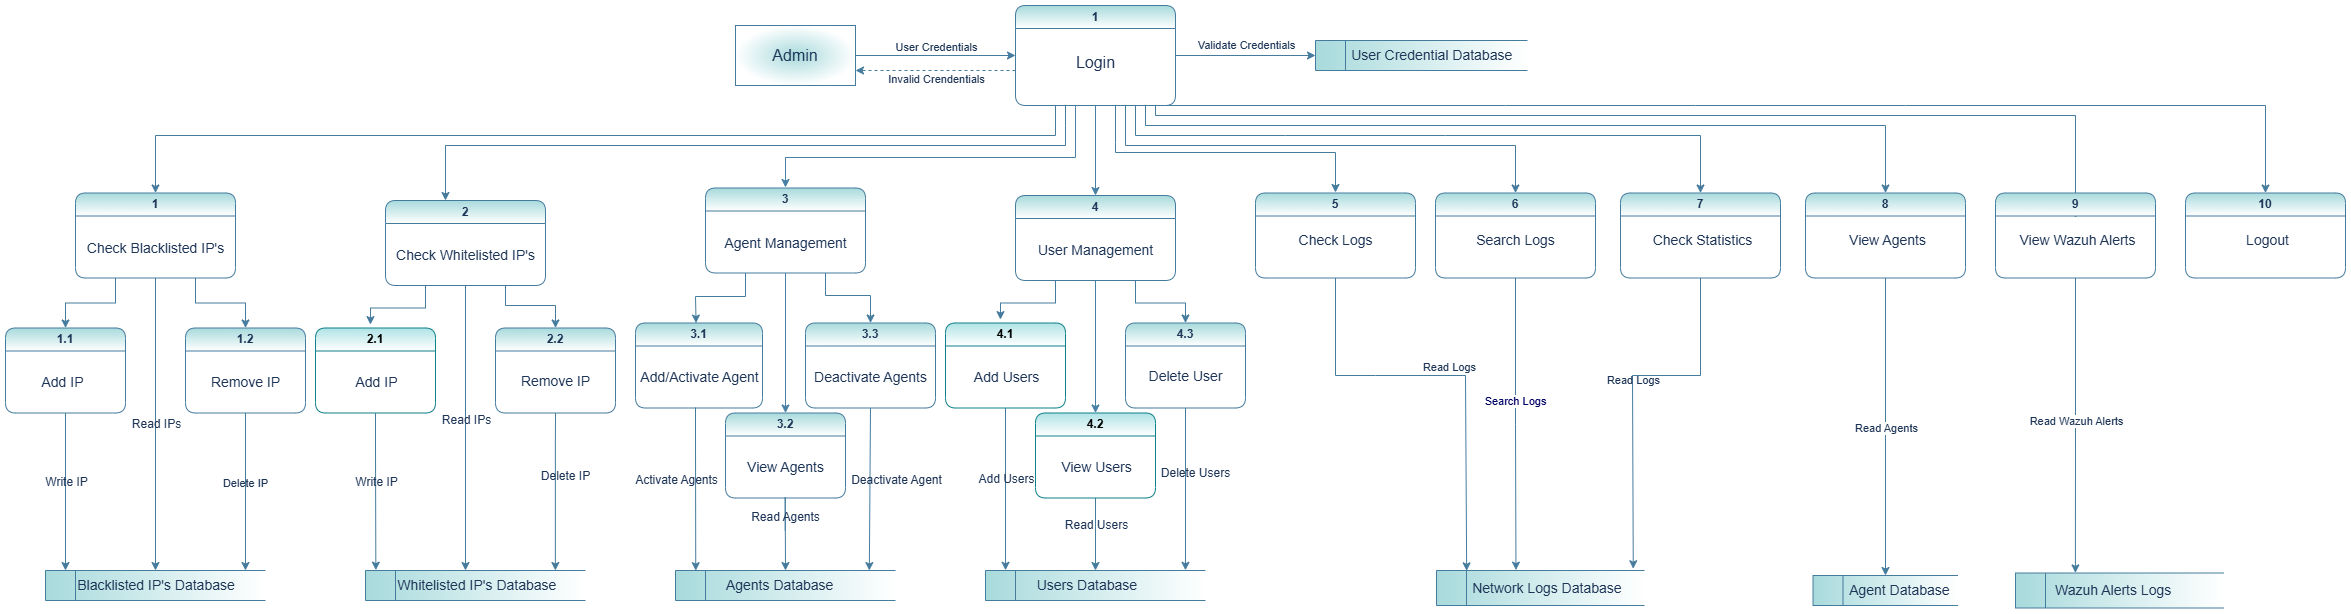 1
Admin
User Credentials
Invalid Crendentials
Login
Validate Credentials
User Credential Database
1
Check Blacklisted IP's
2
Check Whitelisted IP's
3
Agent Management
4
User Management
5
Check Logs
6
Search Logs
7
Check Statistics
8
View Agents
9
View Wazuh Alerts
10
Logout
1.1
Add IP
1.2
Remove IP
2.1
Add IP
2.2
Remove IP
3.1
Add/Activate Agent
3.3
Deactivate Agents
4.1
Add Users
4.3
Delete User
3.2
View Agents
4.2
View Users
Read IPs
Read IPs
Read Logs
Search Logs
Read Logs
Read Agents
Read Wazuh Alerts
Write IP
Delete IP
Write IP
Delete IP
Activate Agents
Read Agents
Deactivate Agent
Add Users
Read Users
Delete Users
Blacklisted IP's Database
Whitelisted IP's Database
Agents Database
Users Database
Network Logs Database
Agent Database
Wazuh Alerts Logs